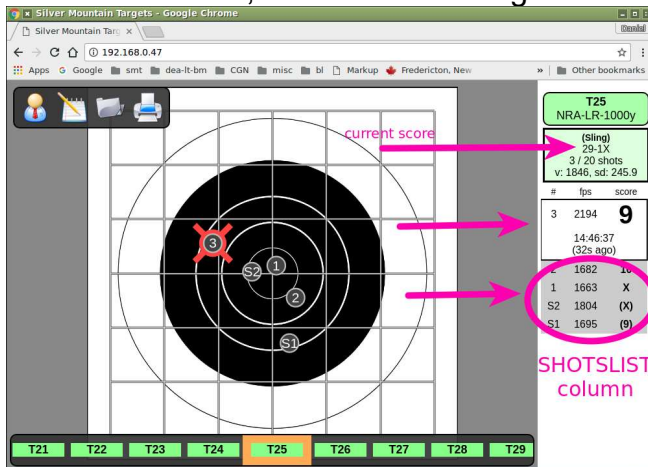 Silver Mountain Targets - Google Chrome
Silver Mountain Targ
Daniel
192.168.0.47
Apps Google smt dea-lt-bm CGN misc bl Markup Fredericton, New » Other bookmarks
T25
NRA-LR-1000y
current score
(Sling)
29-1X
3 / 20 shots
v: 1846, sd: 245.9
# fps score
3 2194 9
14:46:37
(32s ago)
2 1682 10
1 1663 X
S2 1804 (X)
S1 1695 (9)
3
1
S2
2
S1
SHOTSLIST
column
T21 T22 T23 T24 T25 T26 T27 T28 T29